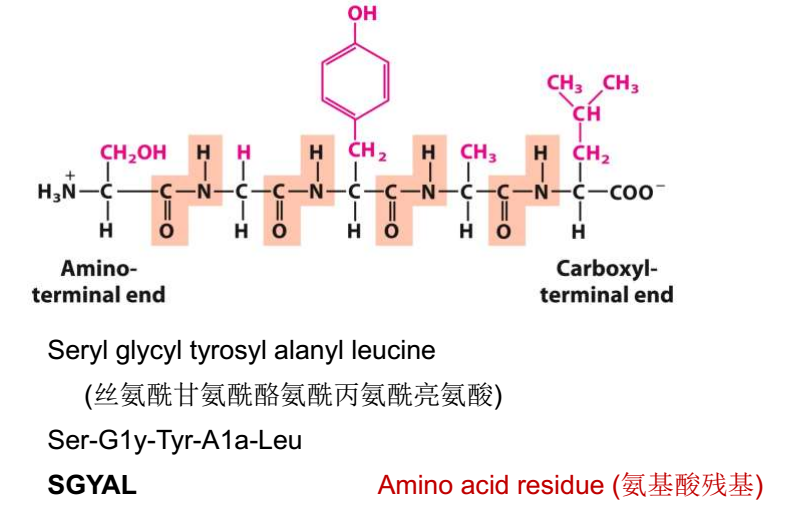 OH
CH₃ CH₃
CH
CH₂OH H H H CH₂ H CH₃ H CH₂
H₃N⁺—C—C—N—C—C—N—C—C—N—C—C—N—C—COO⁻
H O H O H O H O H
Amino-
terminal end
Carboxyl-
terminal end
Seryl glycyl tyrosyl alanyl leucine
(丝氨酰甘氨酰酪氨酰丙氨酰亮氨酸)
Ser-G1y-Tyr-A1a-Leu
SGYAL
Amino acid residue (氨基酸残基)